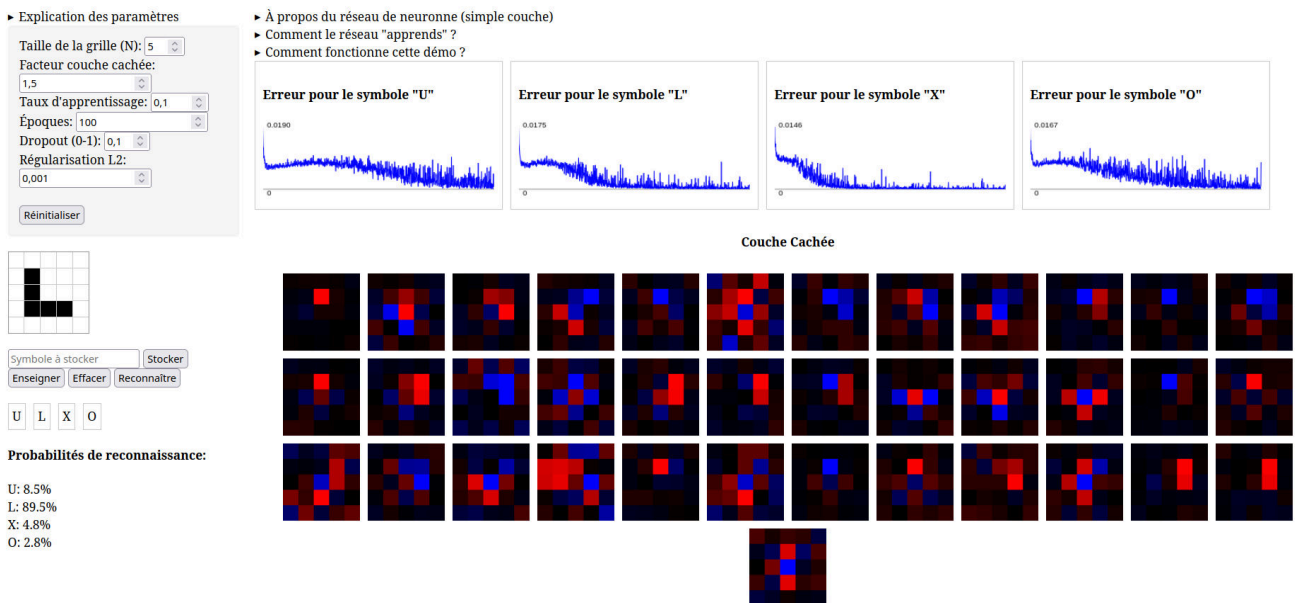 ▸ Explication des paramètres
Taille de la grille (N): 5
Facteur couche cachée:
1,5
Taux d'apprentissage: 0,1
Époques: 100
Dropout (0-1): 0,1
Régularisation L2:
0,001
Réinitialiser
Symbole à stocker Stocker
Enseigner Effacer Reconnaître
U L X O
Probabilités de reconnaissance:
U: 8.5%
L: 89.5%
X: 4.8%
O: 2.8%
▸ À propos du réseau de neuronne (simple couche)
▸ Comment le réseau "apprends" ?
▸ Comment fonctionne cette démo ?
Erreur pour le symbole "U"
0.0190
0
Erreur pour le symbole "L"
0.0175
0
Erreur pour le symbole "X"
0.0146
0
Erreur pour le symbole "O"
0.0167
0
Couche Cachée